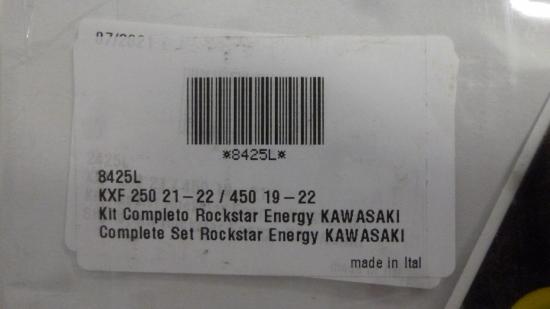 *8425L*
8425L
KXF 250 21-22 / 450 19-22
Kit Completo Rockstar Energy KAWASAKI
Complete Set Rockstar Energy KAWASAKI
made in Ital